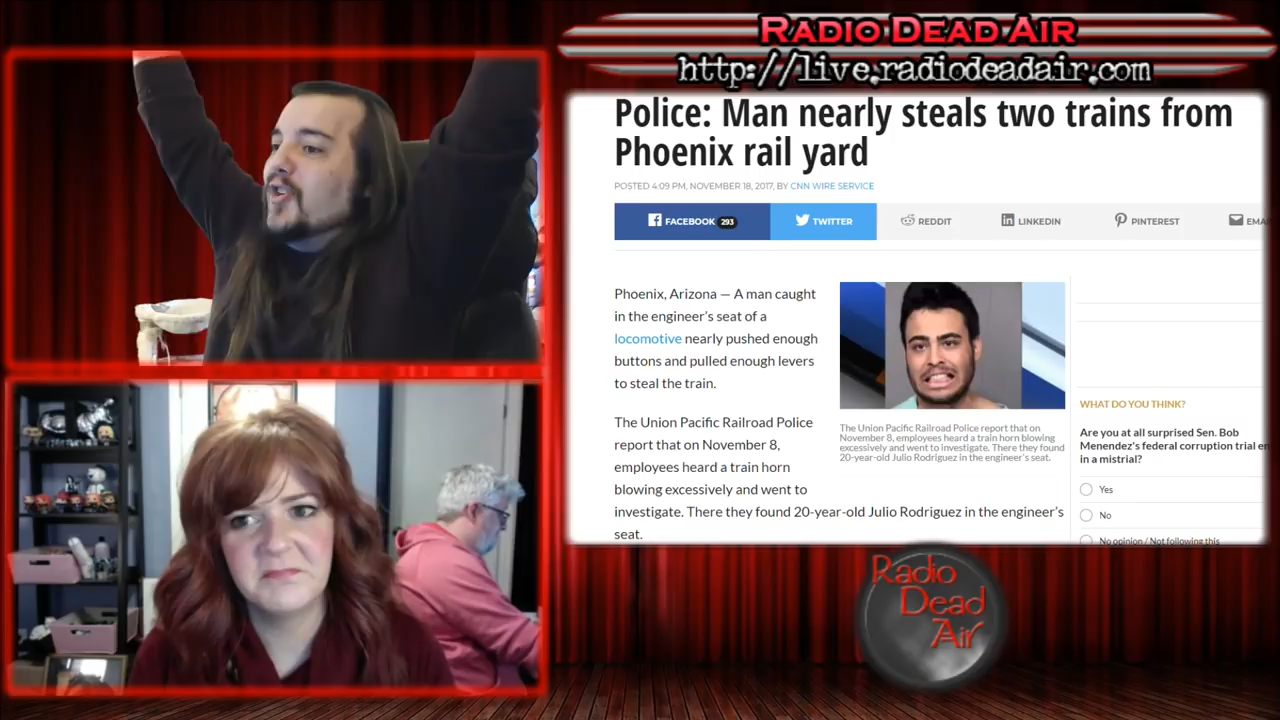 RADIO DEAD AIR
http://live.radiodeadair.com
Police: Man nearly steals two trains from
Phoenix rail yard
POSTED 4:09 PM, NOVEMBER 18, 2017, BY CNN WIRE SERVICE
FACEBOOK 293 TWITTER REDDIT LINKEDIN PINTEREST EMAI
Phoenix, Arizona — A man caught
in the engineer's seat of a
locomotive nearly pushed enough
buttons and pulled enough levers
to steal the train.
The Union Pacific Railroad Police
report that on November 8,
employees heard a train horn
blowing excessively and went to
investigate. There they found 20-year-old Julio Rodriguez in the engineer's
seat.
The Union Pacific Railroad Police report that on
November 8, employees heard a train horn blowing
excessively and went to investigate. There they found
20-year-old Julio Rodriguez in the engineer's seat.
WHAT DO YOU THINK?
Are you at all surprised Sen. Bob
Menendez's federal corruption trial en
in a mistrial?
Yes
No
No opinion / Not following this
Radio
Dead
Air